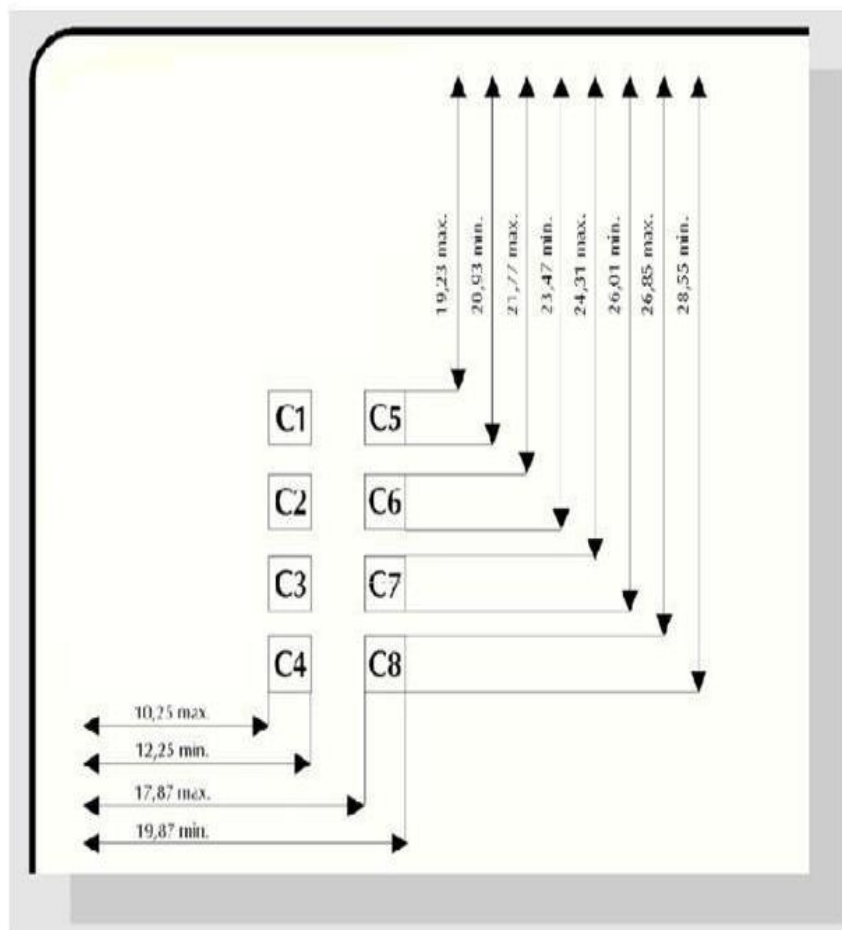 19,23 max.
20,93 min.
21,77 max.
23,47 min.
24,31 max.
26,01 min.
26,85 max.
28,55 min.
C1 C5
C2 C6
C3 C7
C4 C8
10,25 max.
12,25 min.
17,87 max.
19,87 min.